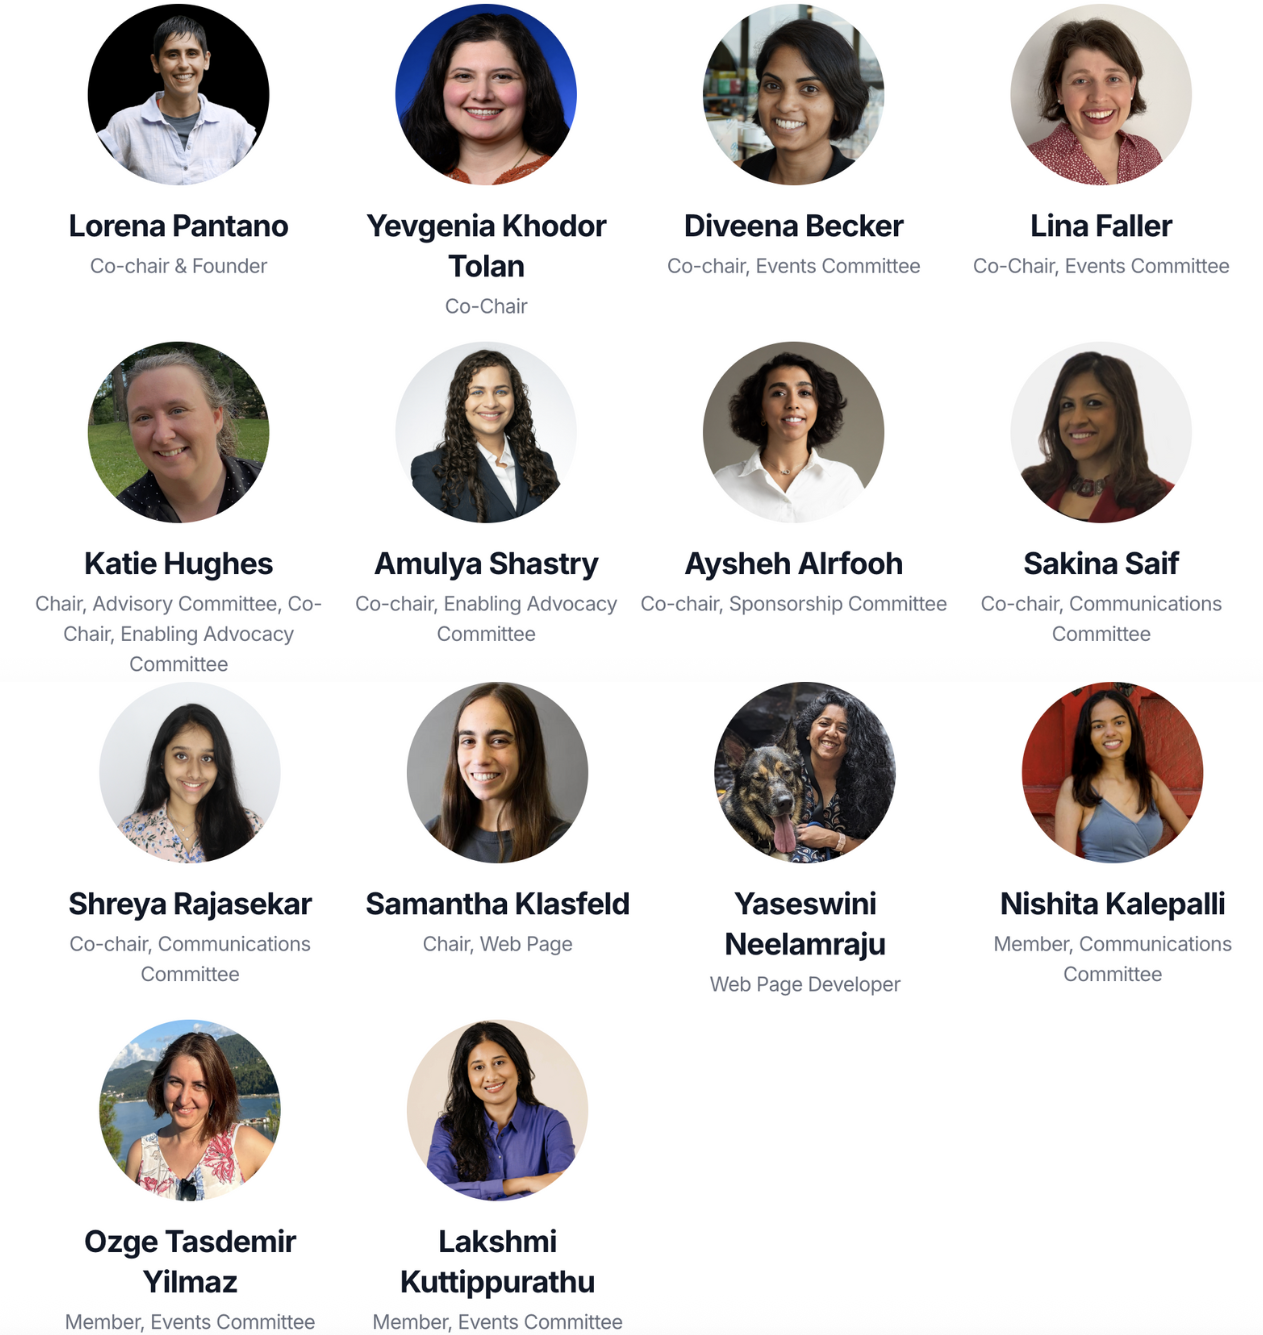 Lorena Pantano
Co-chair & Founder
Yevgenia Khodor
Tolan
Co-Chair
Diveena Becker
Co-chair, Events Committee
Lina Faller
Co-Chair, Events Committee
Katie Hughes
Chair, Advisory Committee, Co-
Chair, Enabling Advocacy
Committee
Amulya Shastry
Co-chair, Enabling Advocacy
Committee
Aysheh Alrfooh
Co-chair, Sponsorship Committee
Sakina Saif
Co-chair, Communications
Committee
Shreya Rajasekar
Co-chair, Communications
Committee
Samantha Klasfeld
Chair, Web Page
Yaseswini
Neelamraju
Web Page Developer
Nishita Kalepalli
Member, Communications
Committee
Ozge Tasdemir
Yilmaz
Member, Events Committee
Lakshmi
Kuttippurathu
Member, Events Committee